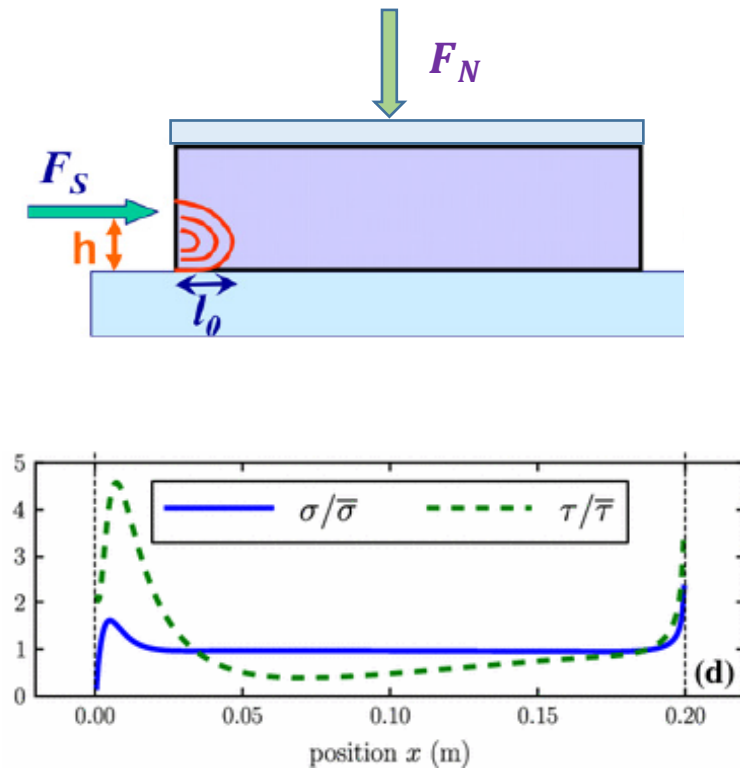 F_N
F_S
h
l_0
5
σ/σ̅ τ/τ̅
4
3
2
1
(d)
0
0.00 0.05 0.10 0.15 0.20
position x (m)